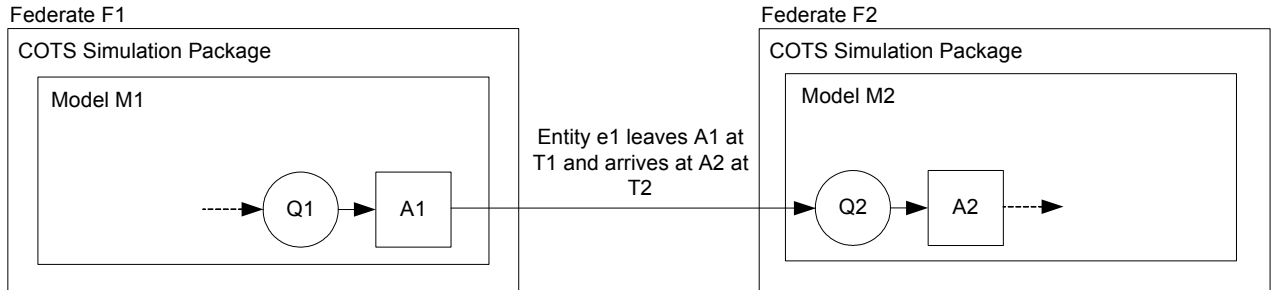 Federate F1
COTS Simulation Package
Model M1
Q1
A1
Entity e1 leaves A1 at
T1 and arrives at A2 at
T2
Federate F2
COTS Simulation Package
Model M2
Q2
A2